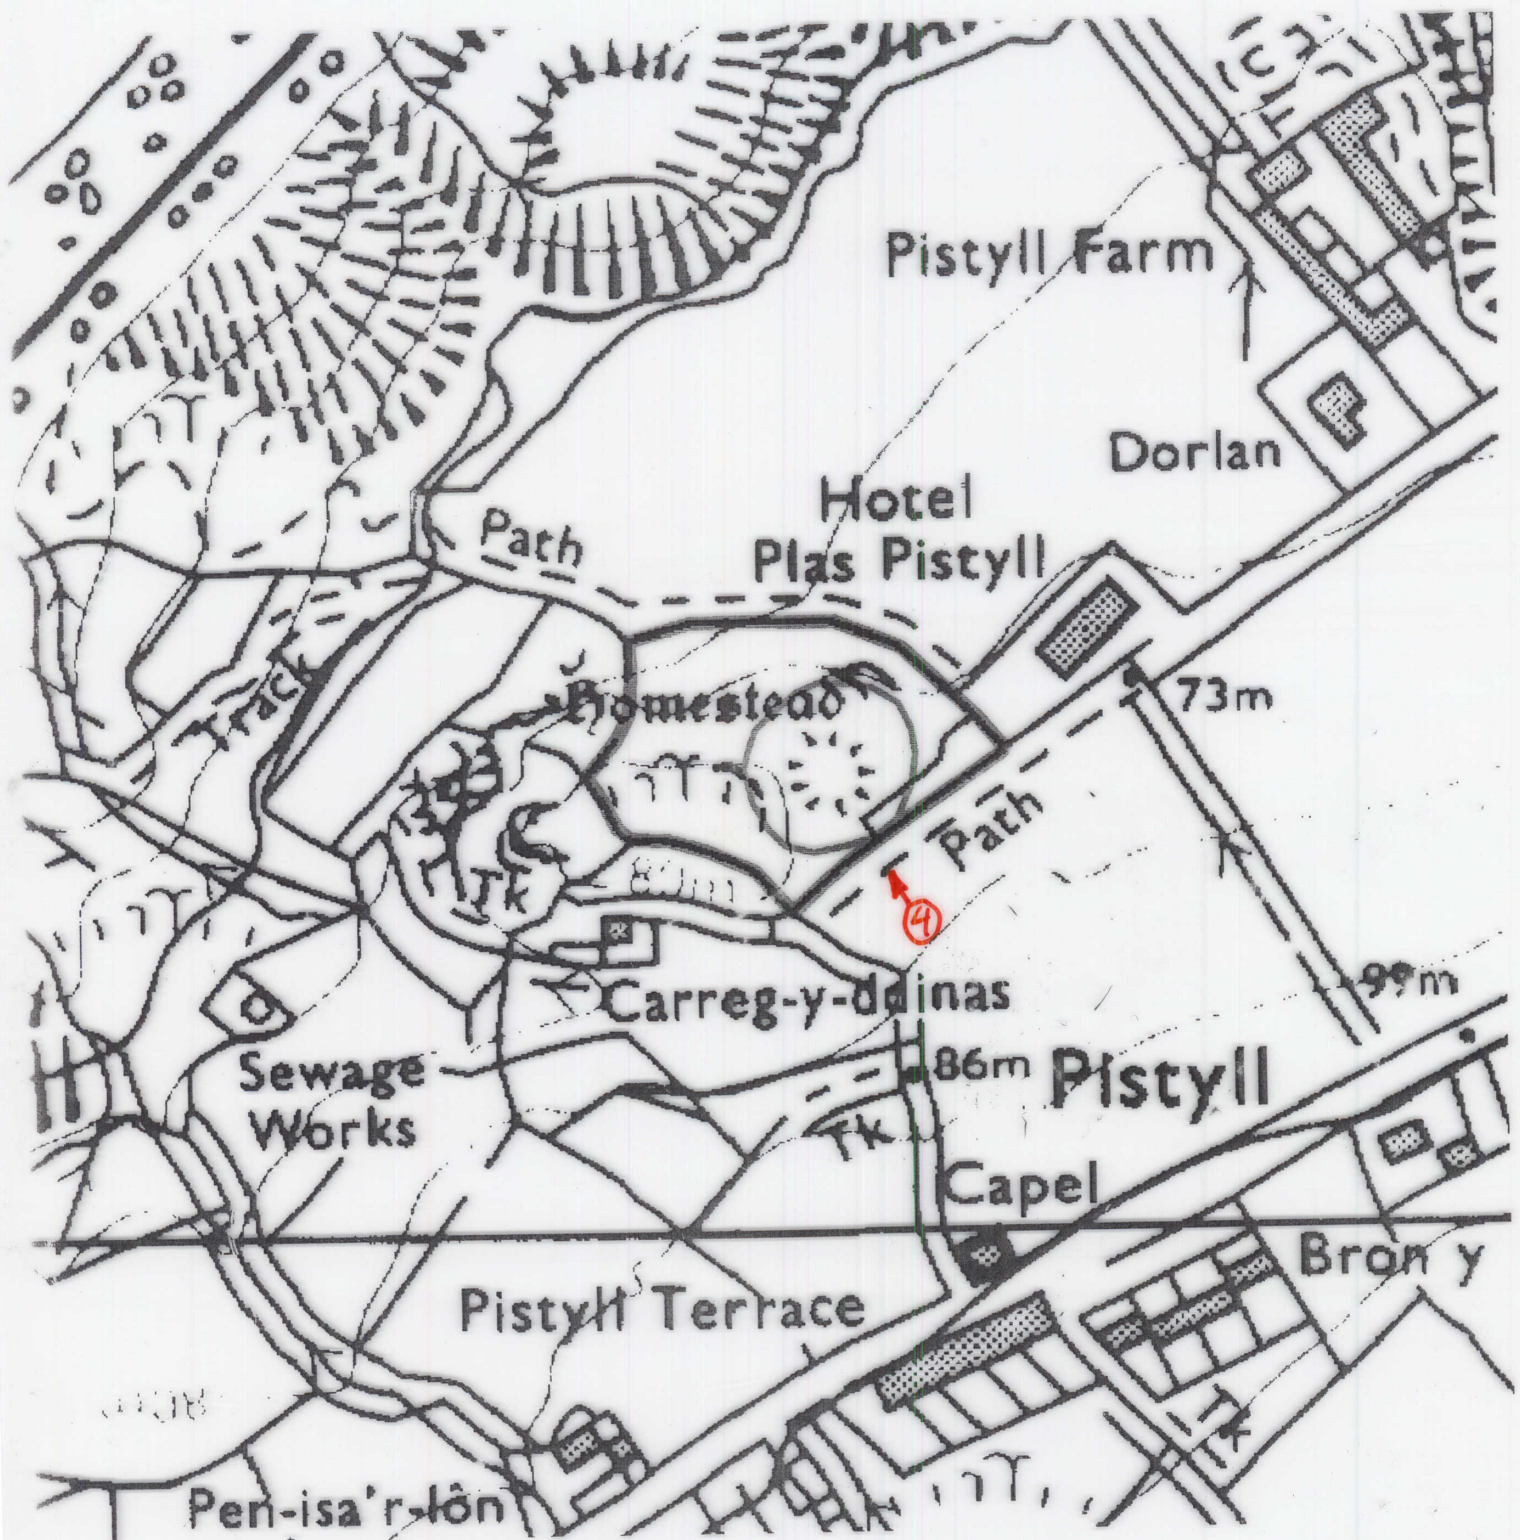 Pistyll Farm
Dorlan
Hotel
Plas Pistyll
Path
Track
Homestead
73m
Path
Tk
4
Carreg-y-ddinas
99m
Sewage
Works
86m
Pistyll
Tk
Capel
Bron y
Pistyll Terrace
Tk
Pen-isa'r-lôn